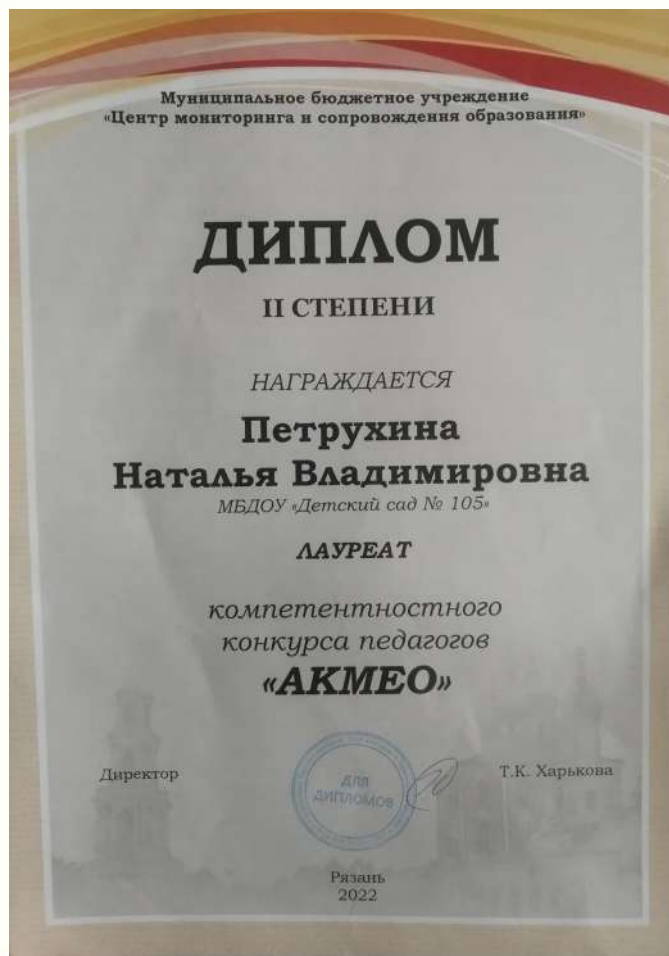 Муниципальное бюджетное учреждение
«Центр мониторинга и сопровождения образования»
ДИПЛОМ
II СТЕПЕНИ
НАГРАЖДАЕТСЯ
Петрухина
Наталья Владимировна
МБДОУ «Детский сад № 105»
ЛАУРЕАТ
компетентностного
конкурса педагогов
«АКМЕО»
Директор
ДЛЯ
ДИПЛОМОВ
Т.К. Харькова
Рязань
2022